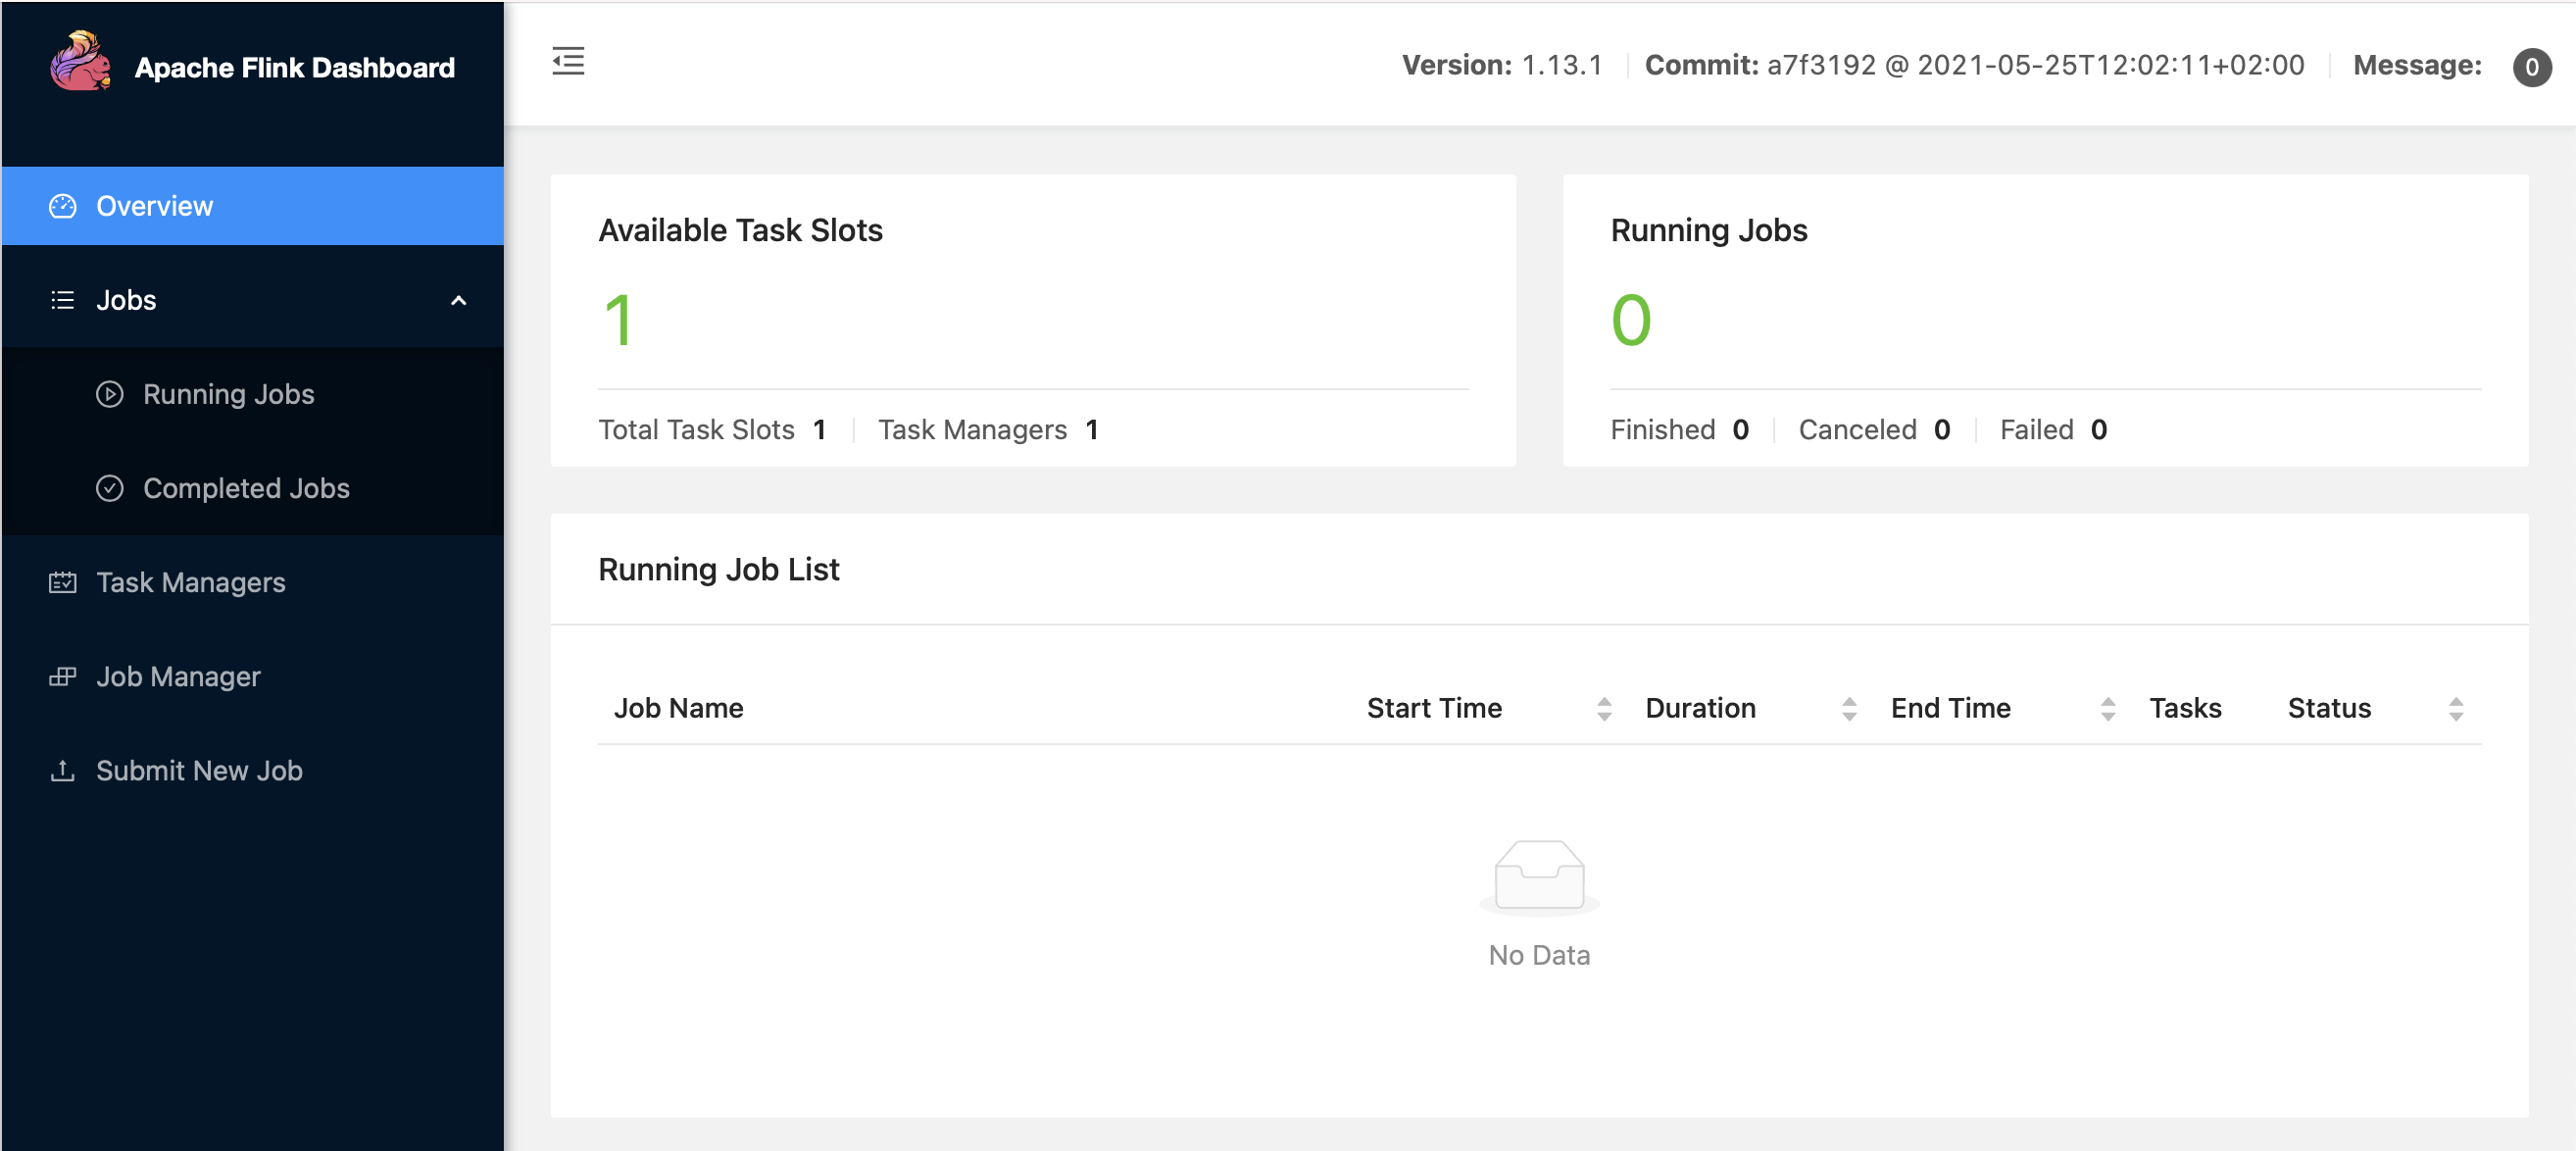 Apache Flink Dashboard
Version: 1.13.1 Commit: a7f3192 @ 2021-05-25T12:02:11+02:00 Message: 0
Overview
Jobs
Running Jobs
Completed Jobs
Task Managers
Job Manager
Submit New Job
Available Task Slots
1
Total Task Slots 1 Task Managers 1
Running Jobs
0
Finished 0 Canceled 0 Failed 0
Running Job List
Job Name Start Time Duration End Time Tasks Status
No Data